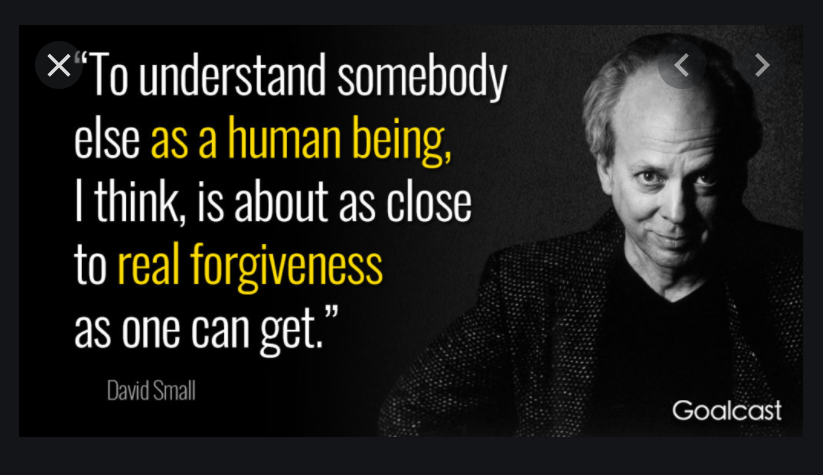 “To understand somebody
else as a human being,
I think, is about as close
to real forgiveness
as one can get.”
David Small
Goalcast